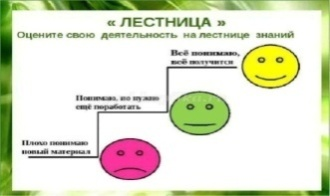 « ЛЕСТНИЦА »
Оцените свою деятельность на лестнице знаний
Всё понимаю,
всё получится
Понимаю, но нужно
ещё поработать
Плохо понимаю
новый материал